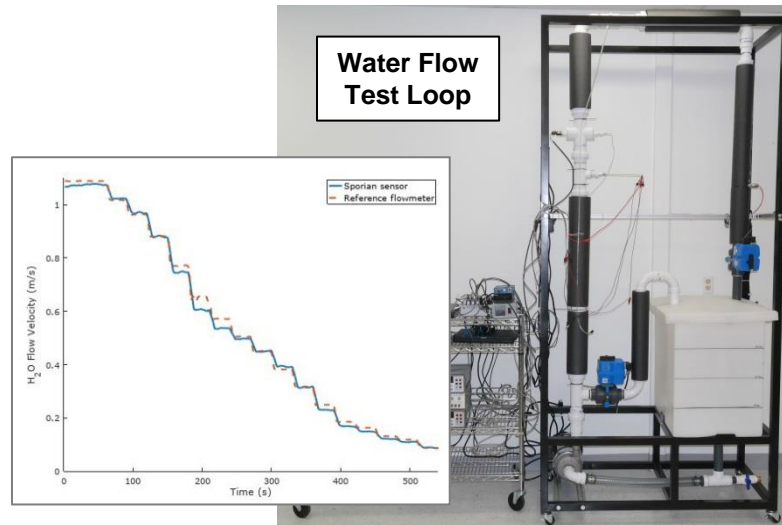 Water Flow
Test Loop
Sporian sensor
Reference flowmeter
H2O Flow Velocity (m/s)
1
0.8
0.6
0.4
0.2
0
0
100
200
300
400
500
Time (s)